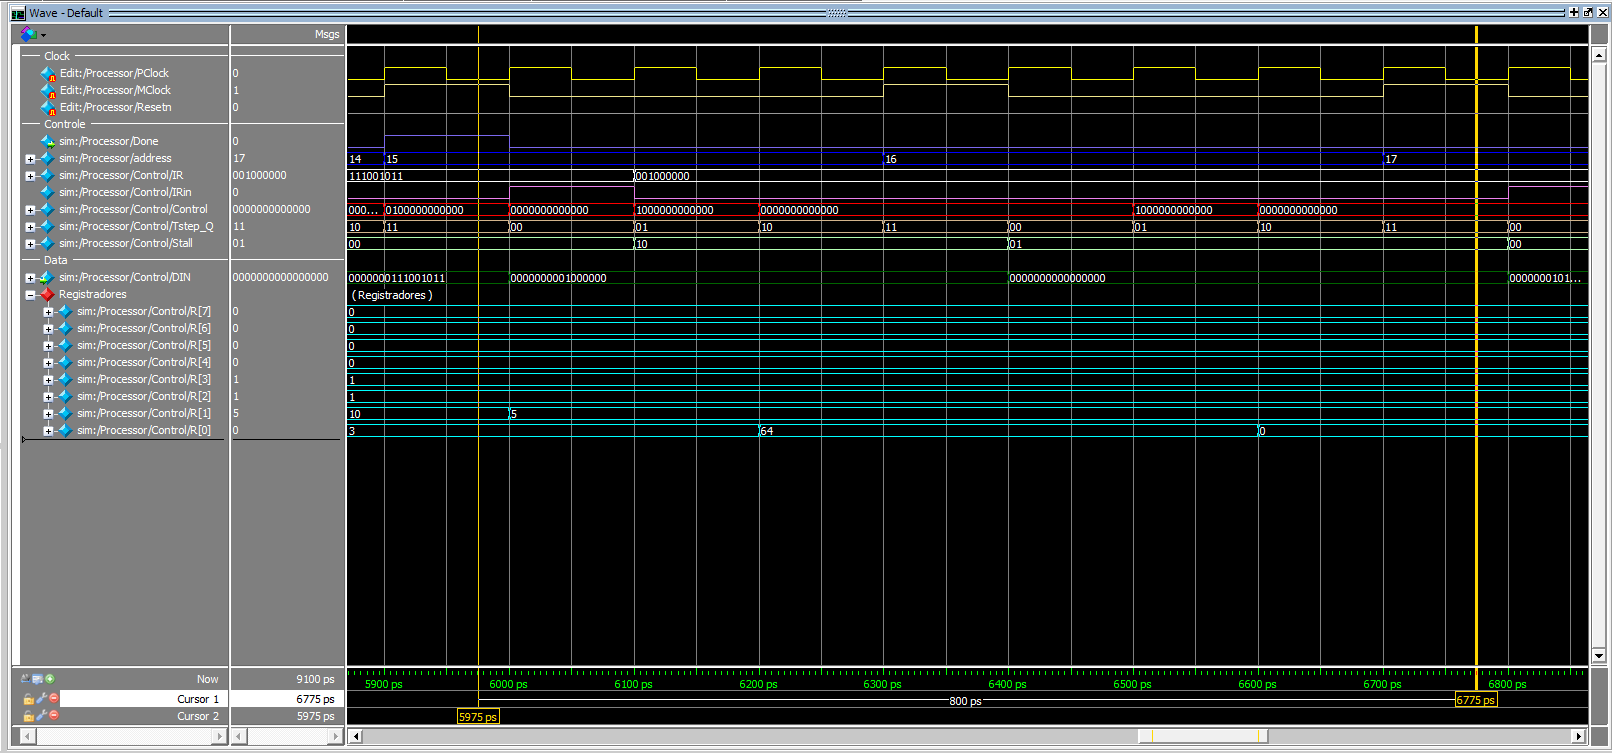 Wave - Default
Msgs
Clock
Edit:/Processor/PClock 0
Edit:/Processor/MClock 1
Edit:/Processor/Resetn 0
Controle
sim:/Processor/Done 0
sim:/Processor/address 17 14 15 16 17
sim:/Processor/Control/IR 001000000 111001011 001000000
sim:/Processor/Control/IRin 0
sim:/Processor/Control/Control 0000000000000 000... 0100000000000 0000000000000 1000000000000 0000000000000 1000000000000 0000000000000
sim:/Processor/Control/Tstep_Q 11 10 11 00 01 10 11 00 01 10 11 00
sim:/Processor/Control/Stall 01 00 10 01 00
Data
sim:/Processor/Control/DIN 0000000000000000 0000000111001011 0000000001000000 0000000000000000 0000000101...
Registradores ( Registradores )
sim:/Processor/Control/R[7] 0 0
sim:/Processor/Control/R[6] 0 0
sim:/Processor/Control/R[5] 0 0
sim:/Processor/Control/R[4] 0 0
sim:/Processor/Control/R[3] 1 1
sim:/Processor/Control/R[2] 1 1
sim:/Processor/Control/R[1] 5 10 5
sim:/Processor/Control/R[0] 0 3 64 0
Now 9100 ps 5900 ps 6000 ps 6100 ps 6200 ps 6300 ps 6400 ps 6500 ps 6600 ps 6700 ps 6800 ps
Cursor 1 6775 ps 800 ps 6775 ps
Cursor 2 5975 ps 5975 ps